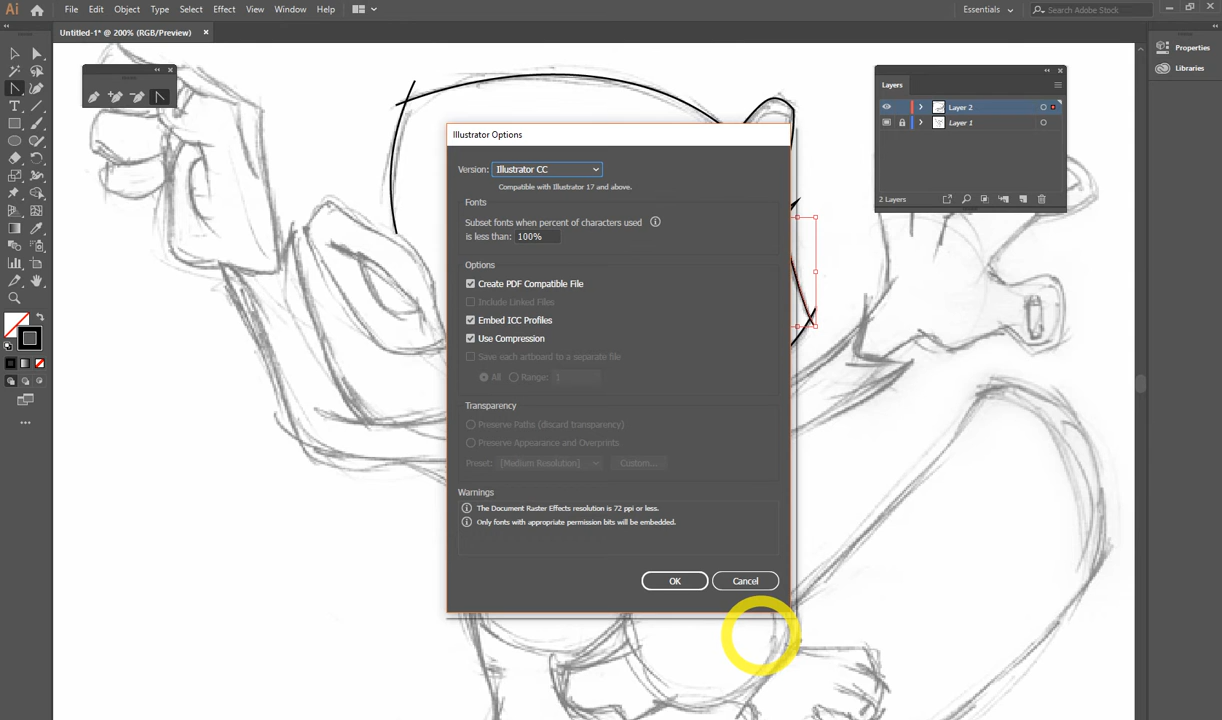 Ai File Edit Object Type Select Effect View Window Help Essentials Search Adobe Stock
Untitled-1* @ 200% (RGB/Preview) ×
Properties
Libraries
Layers
Layer 2
Layer 1
2 Layers
Illustrator Options
Version: Illustrator CC
Compatible with Illustrator 17 and above.
Fonts
Subset fonts when percent of characters used
is less than: 100%
Options
Create PDF Compatible File
Include Linked Files
Embed ICC Profiles
Use Compression
Save each artboard to a separate file
All Range: 1
Transparency
Preserve Paths (discard transparency)
Preserve Appearance and Overprints
Preset: [Medium Resolution] Custom...
Warnings
The Document Raster Effects resolution is 72 ppi or less.
Only fonts with appropriate permission bits will be embedded.
OK Cancel